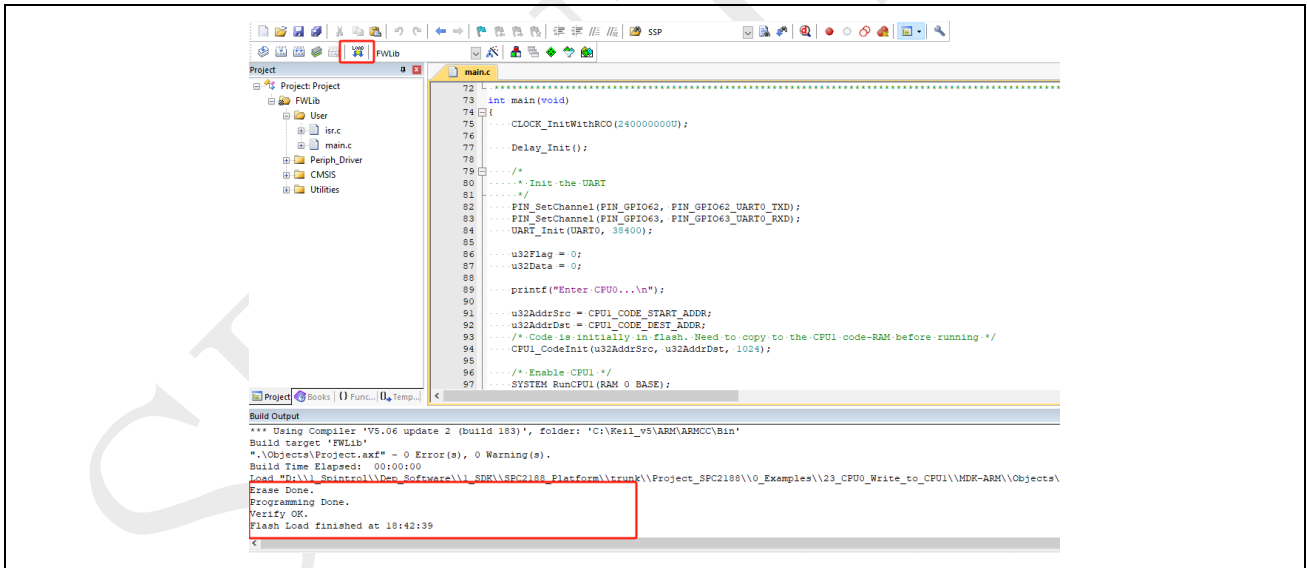 SSP
LOAD
FWLib
Project
main.c
Project: Project
FWLib
User
isr.c
main.c
Periph_Driver
CMSIS
Utilities
72 ****************************************************************************************************
73 int main(void)
74 {
75 CLOCK_InitWithRCO(240000000U);
76
77 Delay_Init();
78
79 /*
80 * Init the UART
81 */
82 PIN_SetChannel(PIN_GPIO62, PIN_GPIO62_UART0_TXD);
83 PIN_SetChannel(PIN_GPIO63, PIN_GPIO63_UART0_RXD);
84 UART_Init(UART0, 38400);
85
86 u32Flag = 0;
87 u32Data = 0;
88
89 printf("Enter CPU0...\n");
90
91 u32AddrSrc = CPU1_CODE_START_ADDR;
92 u32AddrDst = CPU1_CODE_DEST_ADDR;
93 /* Code is initially in flash. Need to copy to the CPU1 code-RAM before running */
94 CPU1_CodeInit(u32AddrSrc, u32AddrDst, 1024);
95
96 /* Enable CPU1 */
97 SYSTEM_RunCPU1(RAM_0_BASE);
Project Books {} Func... Temp...
Build Output
*** Using Compiler 'V5.06 update 2 (build 183)', folder: 'C:\Keil_v5\ARM\ARMCC\Bin'
Build target 'FWLib'
".\Objects\Project.axf" - 0 Error(s), 0 Warning(s).
Build Time Elapsed: 00:00:00
Load "D:\\1_Spintrol\\Dep_Software\\1_SDK\\SPC2188_Platform\\trunk\\Project_SPC2188\\0_Examples\\23_CPU0_Write_to_CPU1\\MDK-ARM\\Objects\
Erase Done.
Programming Done.
Verify OK.
Flash Load finished at 18:42:39